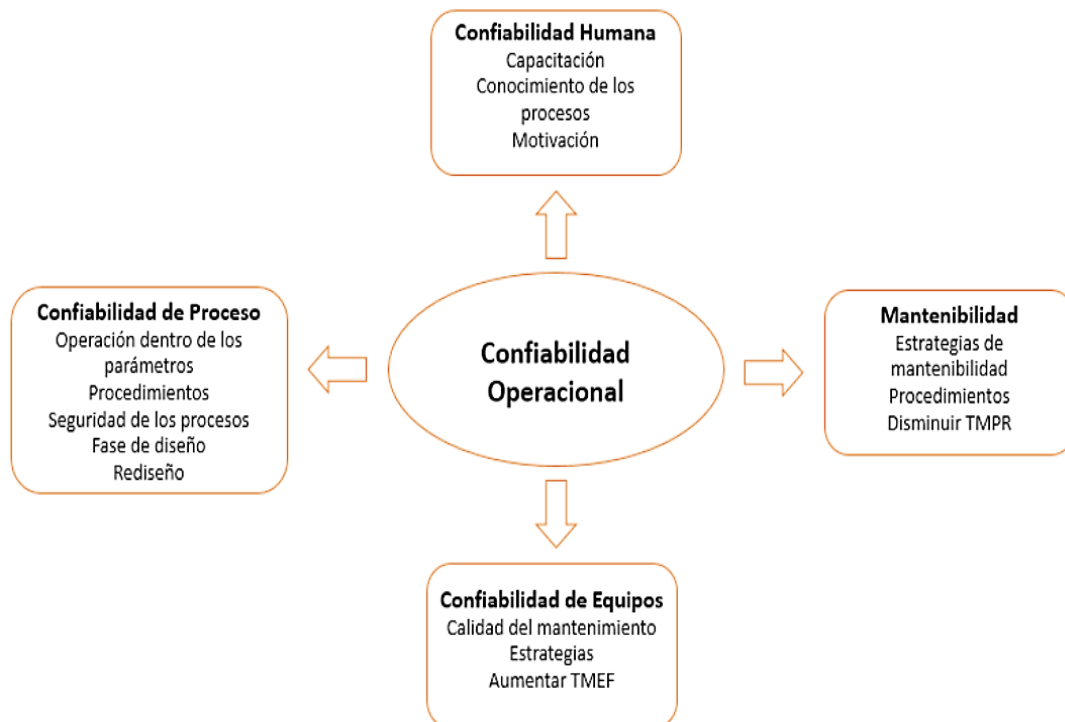 Confiabilidad Humana
Capacitación
Conocimiento de los
procesos
Motivación
Confiabilidad de Proceso
Operación dentro de los
parámetros
Procedimientos
Seguridad de los procesos
Fase de diseño
Rediseño
Confiabilidad
Operacional
Mantenibilidad
Estrategias de
mantenibilidad
Procedimientos
Disminuir TMPR
Confiabilidad de Equipos
Calidad del mantenimiento
Estrategias
Aumentar TMEF